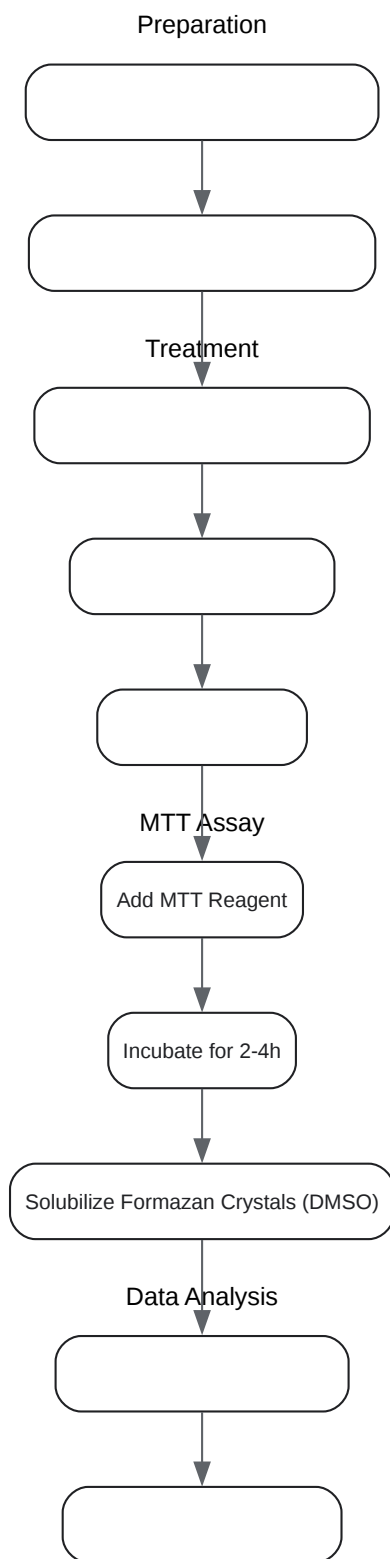 Preparation
Treatment
MTT Assay
Add MTT Reagent
Incubate for 2-4h
Solubilize Formazan Crystals (DMSO)
Data Analysis